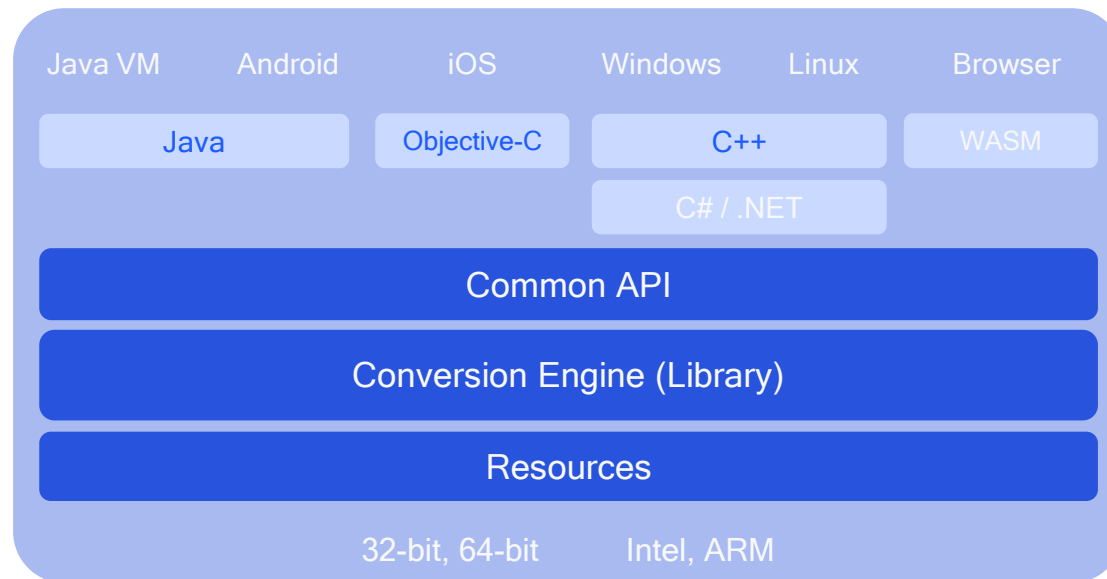 Java VM Android iOS Windows Linux Browser
Java Objective-C C++ WASM
C# / .NET
Common API
Conversion Engine (Library)
Resources
32-bit, 64-bit Intel, ARM